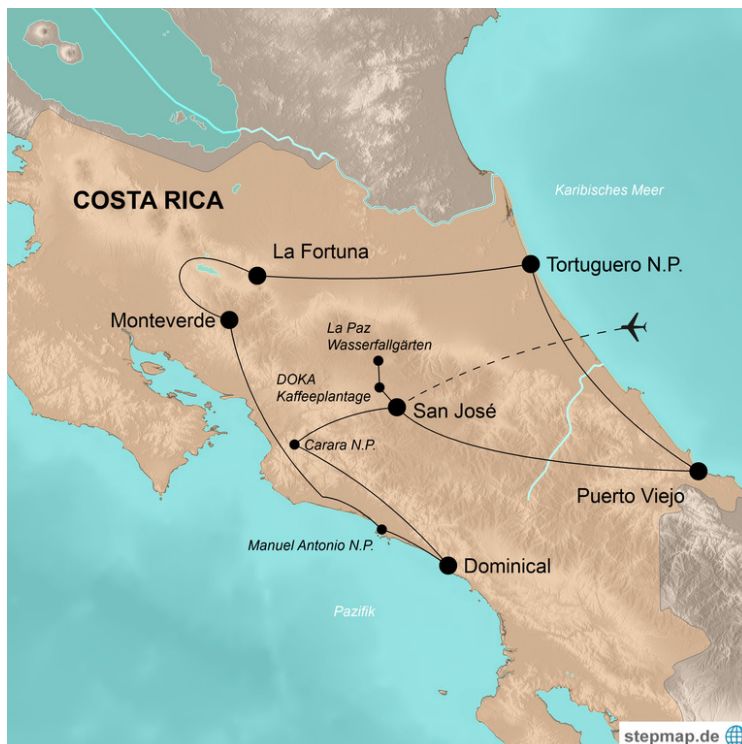 Karibisches Meer
COSTA RICA
La Fortuna
Tortuguero N.P.
Monteverde
La Paz
Wasserfallgärten
DOKA
Kaffeeplantage
San José
Carara N.P.
Puerto Viejo
Manuel Antonio N.P.
Dominical
Pazifik
stepmap.de